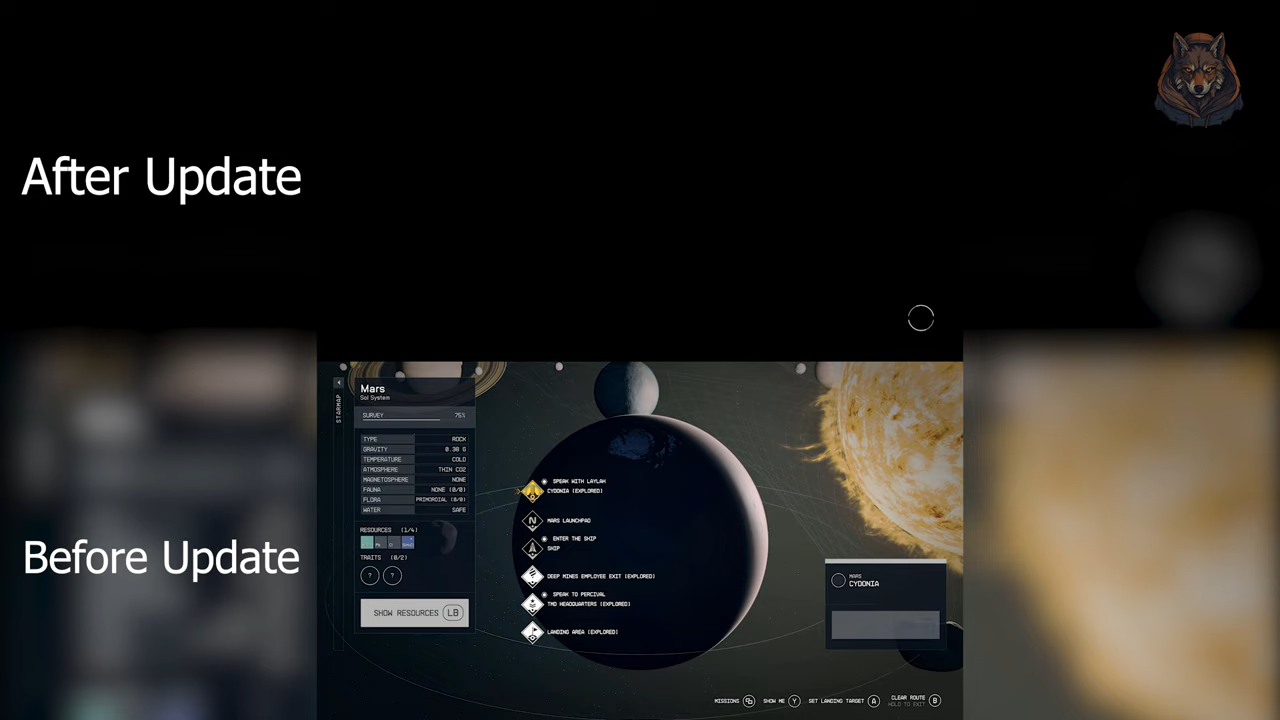 After Update
Mars
Sol System
STARMAP
SURVEY 75%
TYPE ROCK
GRAVITY 0.38 G
TEMPERATURE COLD
ATMOSPHERE THIN CO2
MAGNETOSPHERE NONE
FAUNA NONE (0/0)
FLORA PRIMORDIAL (0/0)
WATER SAFE
RESOURCES (1/4)
TRAITS (0/2)
? ?
SHOW RESOURCES LB
SPEAK WITH LAYLAH
CYDONIA (EXPLORED)
N MARS LAUNCHPAD
ENTER THE SHIP
SHIP
DEEP MINES EMPLOYEE EXIT (EXPLORED)
SPEAK TO PERCIVAL
TMD HEADQUARTERS (EXPLORED)
LANDING AREA (EXPLORED)
MARS
CYDONIA
Before Update
MISSIONS SHOW ME Y SET LANDING TARGET A CLEAR ROUTE B
HOLD TO EXIT